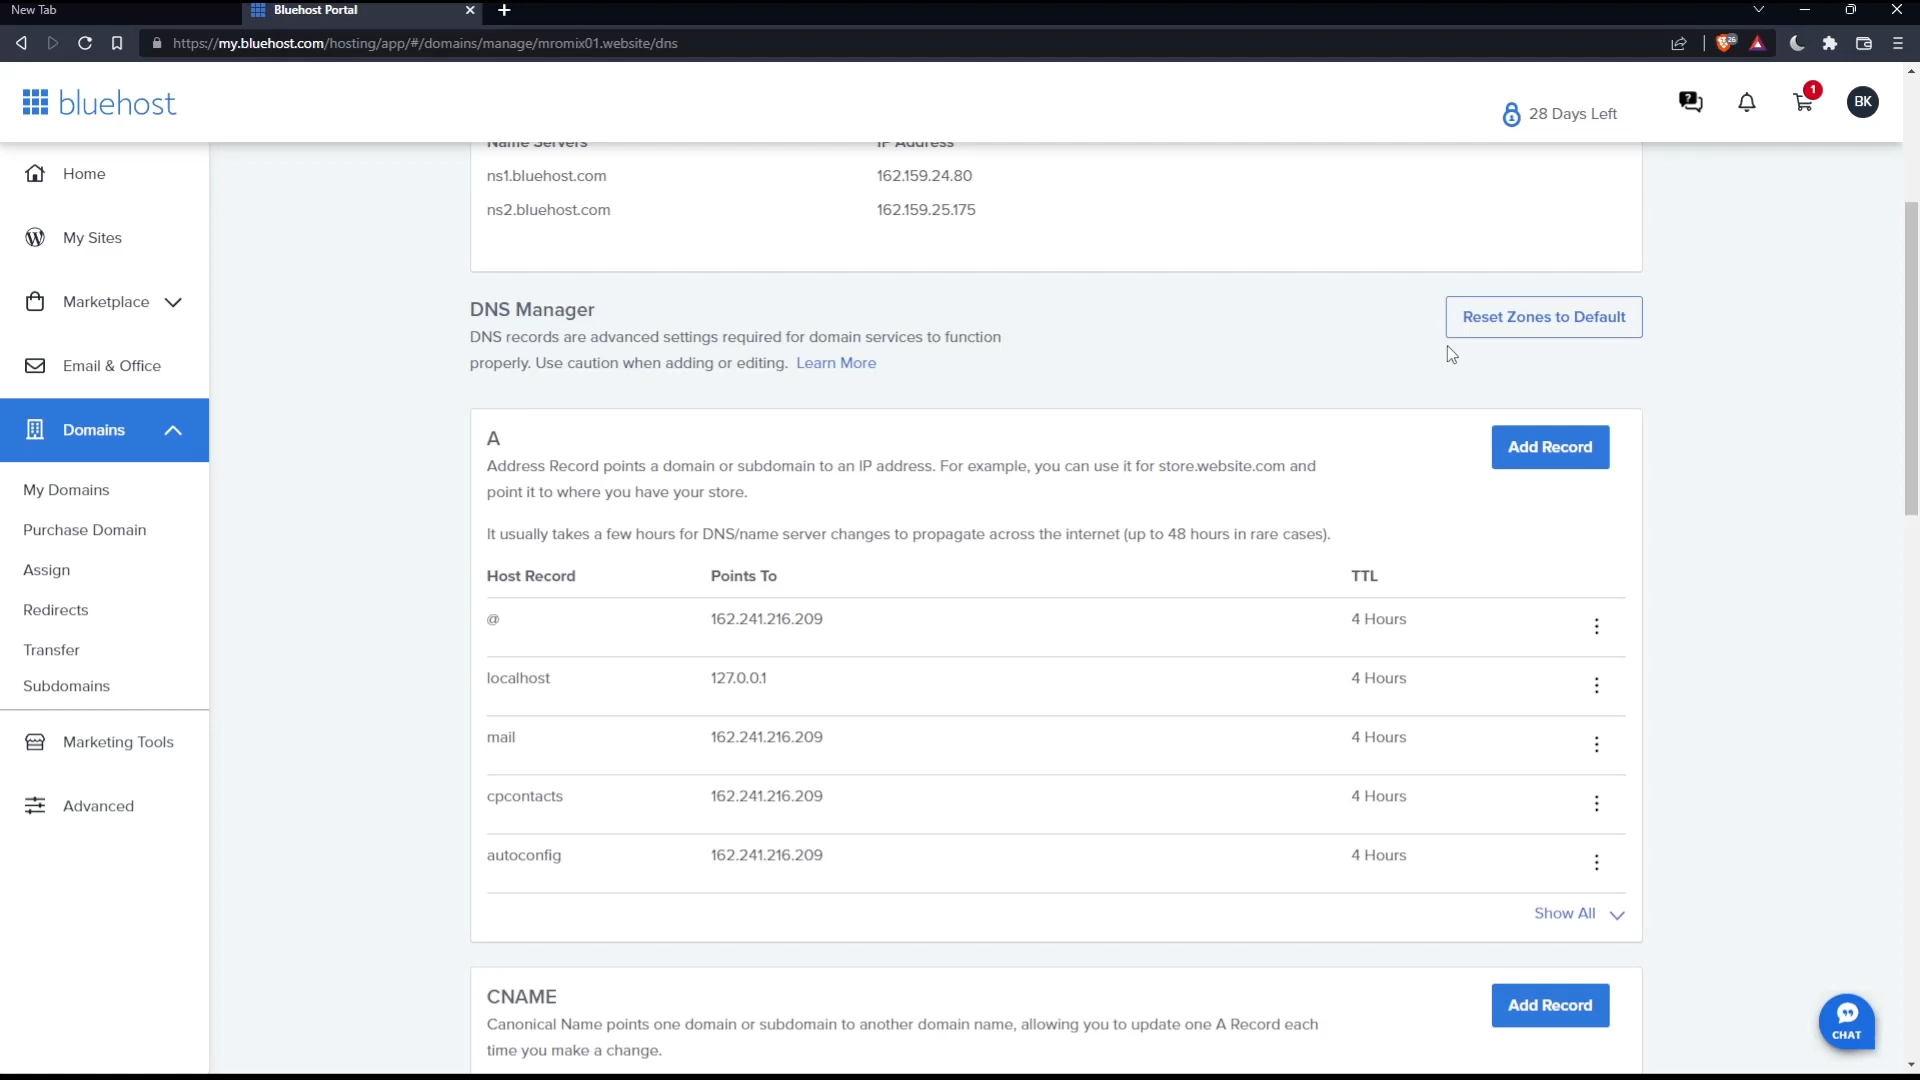 New Tab
Bluehost Portal
https://my.bluehost.com/hosting/app/#/domains/manage/mromix01.website/dns
26
bluehost
28 Days Left
1
BK
Name Servers IP Address
ns1.bluehost.com 162.159.24.80
ns2.bluehost.com 162.159.25.175
Home
My Sites
Marketplace
Email & Office
Domains
My Domains
Purchase Domain
Assign
Redirects
Transfer
Subdomains
Marketing Tools
Advanced
DNS Manager
Reset Zones to Default
DNS records are advanced settings required for domain services to function
properly. Use caution when adding or editing. Learn More
A
Add Record
Address Record points a domain or subdomain to an IP address. For example, you can use it for store.website.com and
point it to where you have your store.
It usually takes a few hours for DNS/name server changes to propagate across the internet (up to 48 hours in rare cases).
Host Record Points To TTL
@ 162.241.216.209 4 Hours
localhost 127.0.0.1 4 Hours
mail 162.241.216.209 4 Hours
cpcontacts 162.241.216.209 4 Hours
autoconfig 162.241.216.209 4 Hours
Show All
CNAME
Add Record
Canonical Name points one domain or subdomain to another domain name, allowing you to update one A Record each
time you make a change.
CHAT